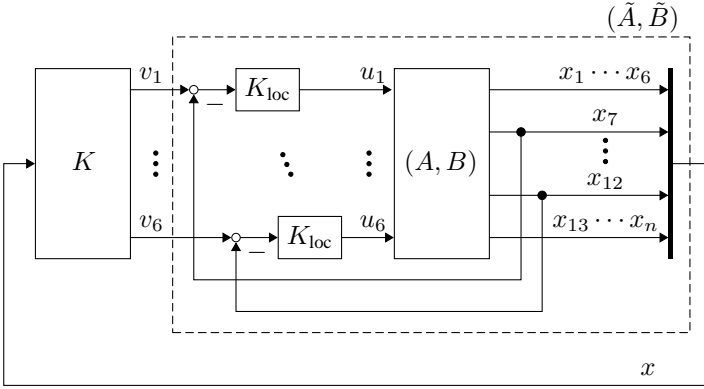 (Ã, B̃)
v₁
K_loc
u₁
x₁ ⋯ x₆
x₇
K
(A, B)
x₁₂
v₆
K_loc
u₆
x₁₃ ⋯ xₙ
x